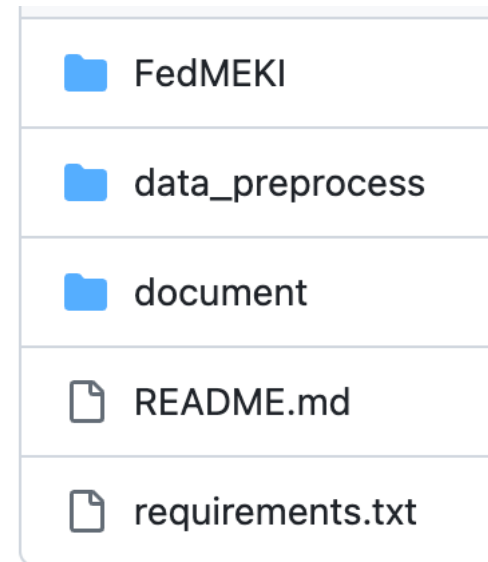 FedMEKI
data_preprocess
document
README.md
requirements.txt